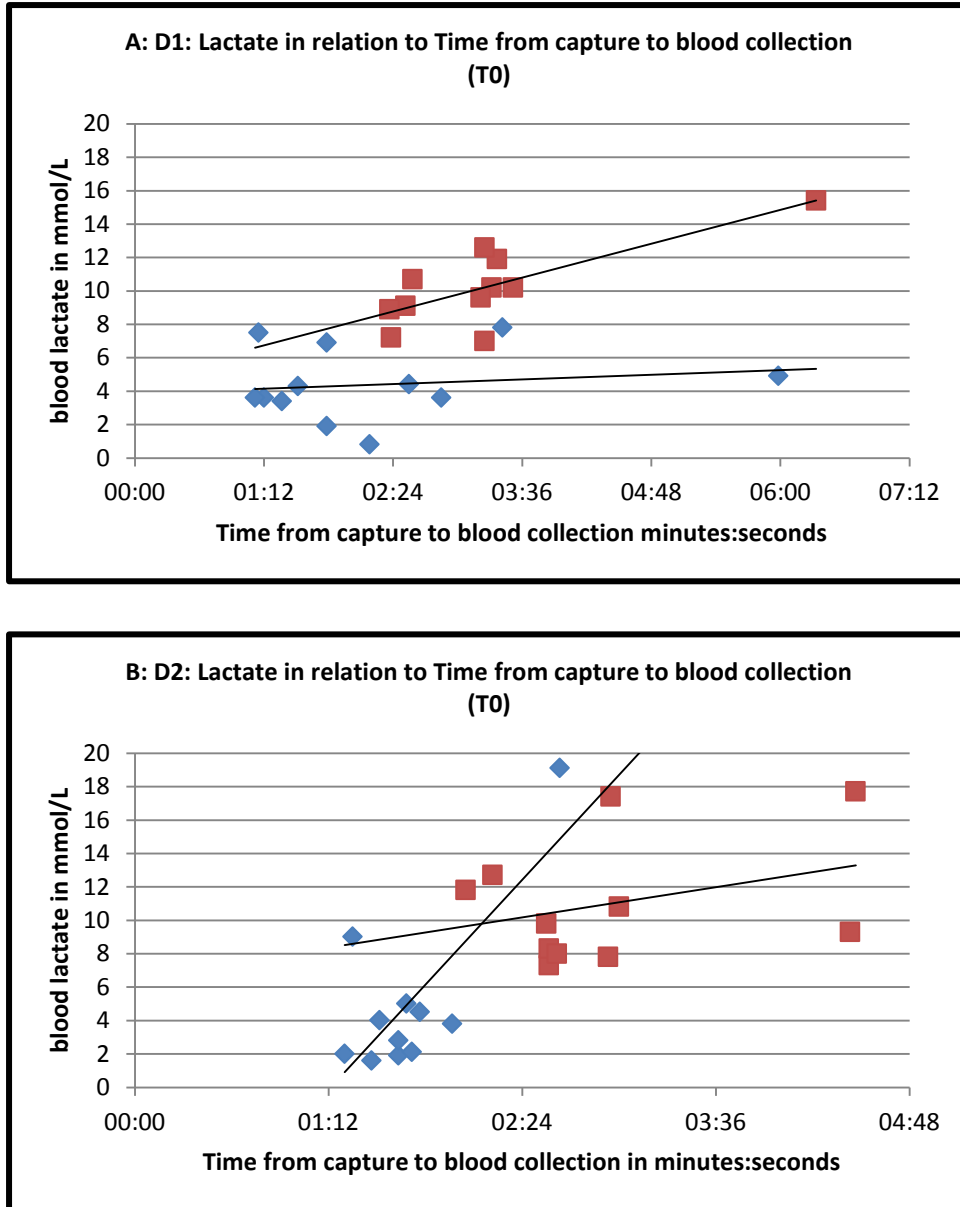 A: D1: Lactate in relation to Time from capture to blood collection
(T0)
20
18
16
14
12
10
8
6
4
2
0
blood lactate in mmol/L
00:00 01:12 02:24 03:36 04:48 06:00 07:12
Time from capture to blood collection minutes:seconds
B: D2: Lactate in relation to Time from capture to blood collection
(T0)
20
18
16
14
12
10
8
6
4
2
0
blood lactate in mmol/L
00:00 01:12 02:24 03:36 04:48
Time from capture to blood collection in minutes:seconds